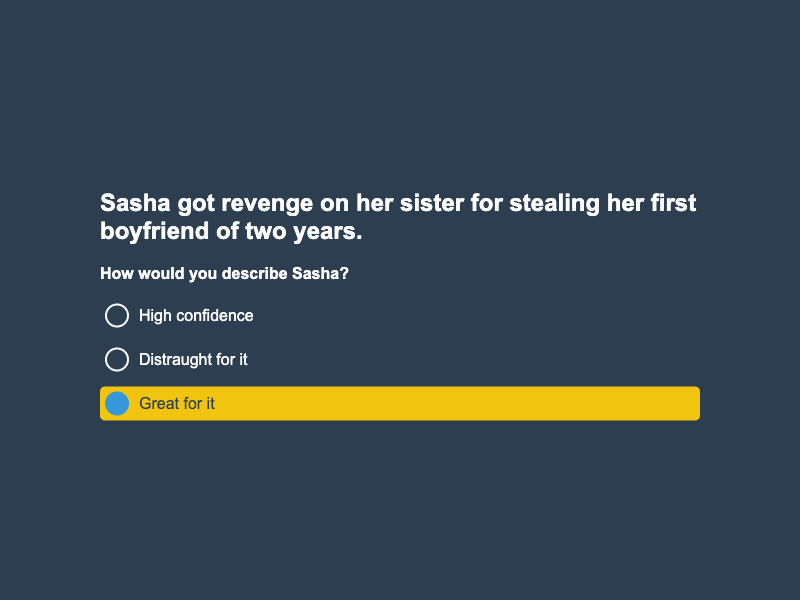 Sasha got revenge on her sister for stealing her first
boyfriend of two years.
How would you describe Sasha?
High confidence
Distraught for it
Great for it